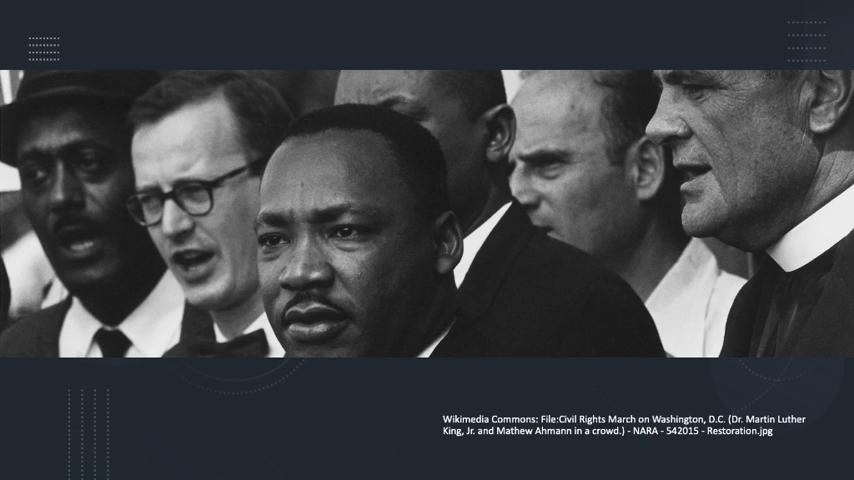 Wikimedia Commons: File:Civil Rights March on Washington, D.C. (Dr. Martin Luther
King, Jr. and Mathew Ahmann in a crowd.) - NARA - 542015 - Restoration.jpg